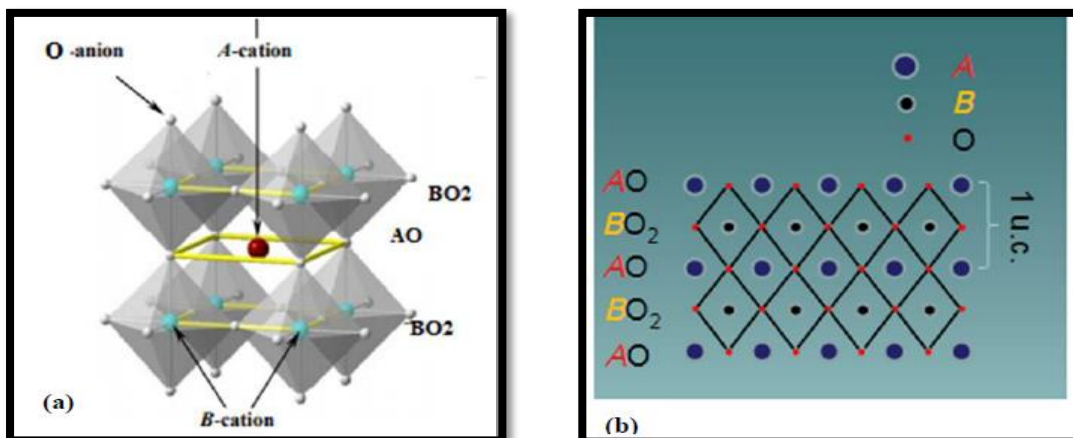 O -anion
A-cation
BO2
AO
BO2
B-cation
(a)
A
B
O
AO
BO₂
AO
BO₂
AO
1 u.c.
(b)